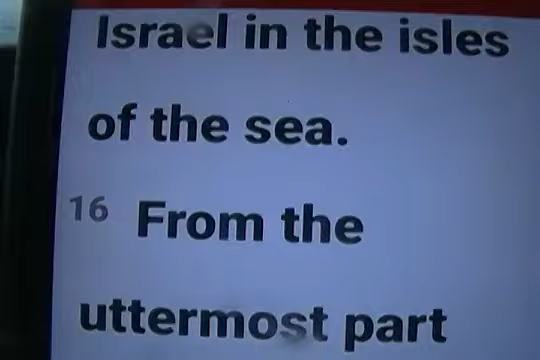 Israel in the isles
of the sea.
16 From the
uttermost part